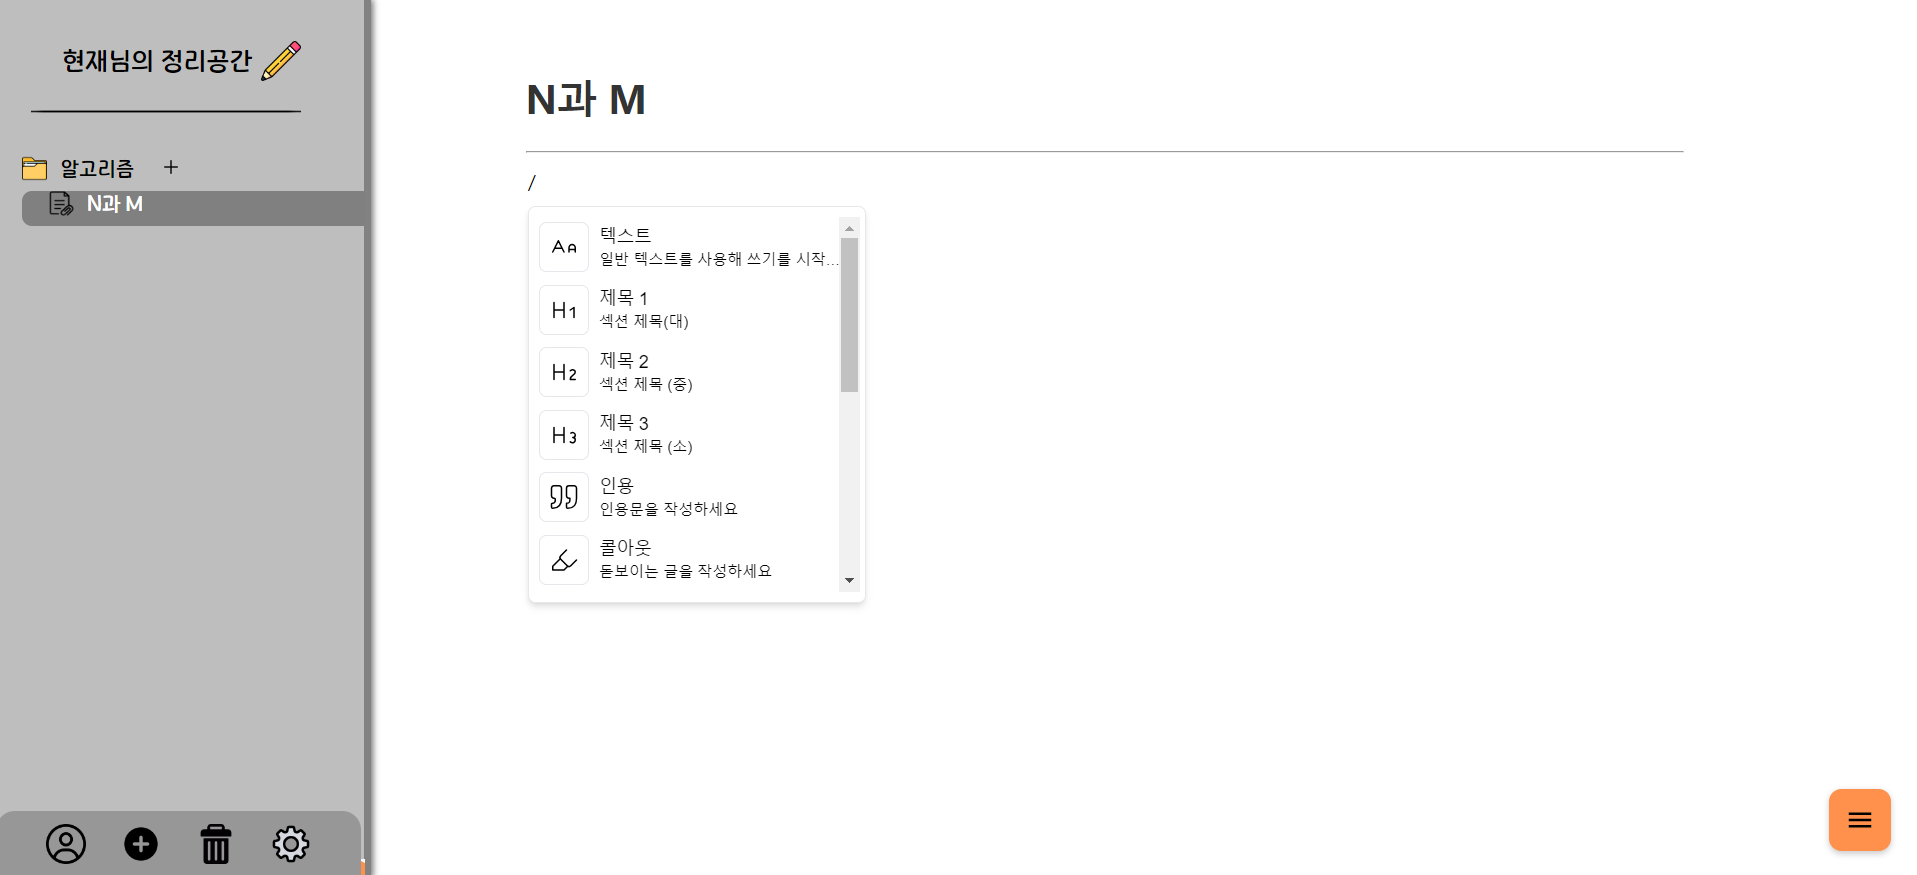 현재님의 정리공간
알고리즘 +
N과 M
N과 M
/
Aa
텍스트
일반 텍스트를 사용해 쓰기를 시작...
H1
제목 1
섹션 제목(대)
H2
제목 2
섹션 제목 (중)
H3
제목 3
섹션 제목 (소)
인용
인용문을 작성하세요
콜아웃
돋보이는 글을 작성하세요